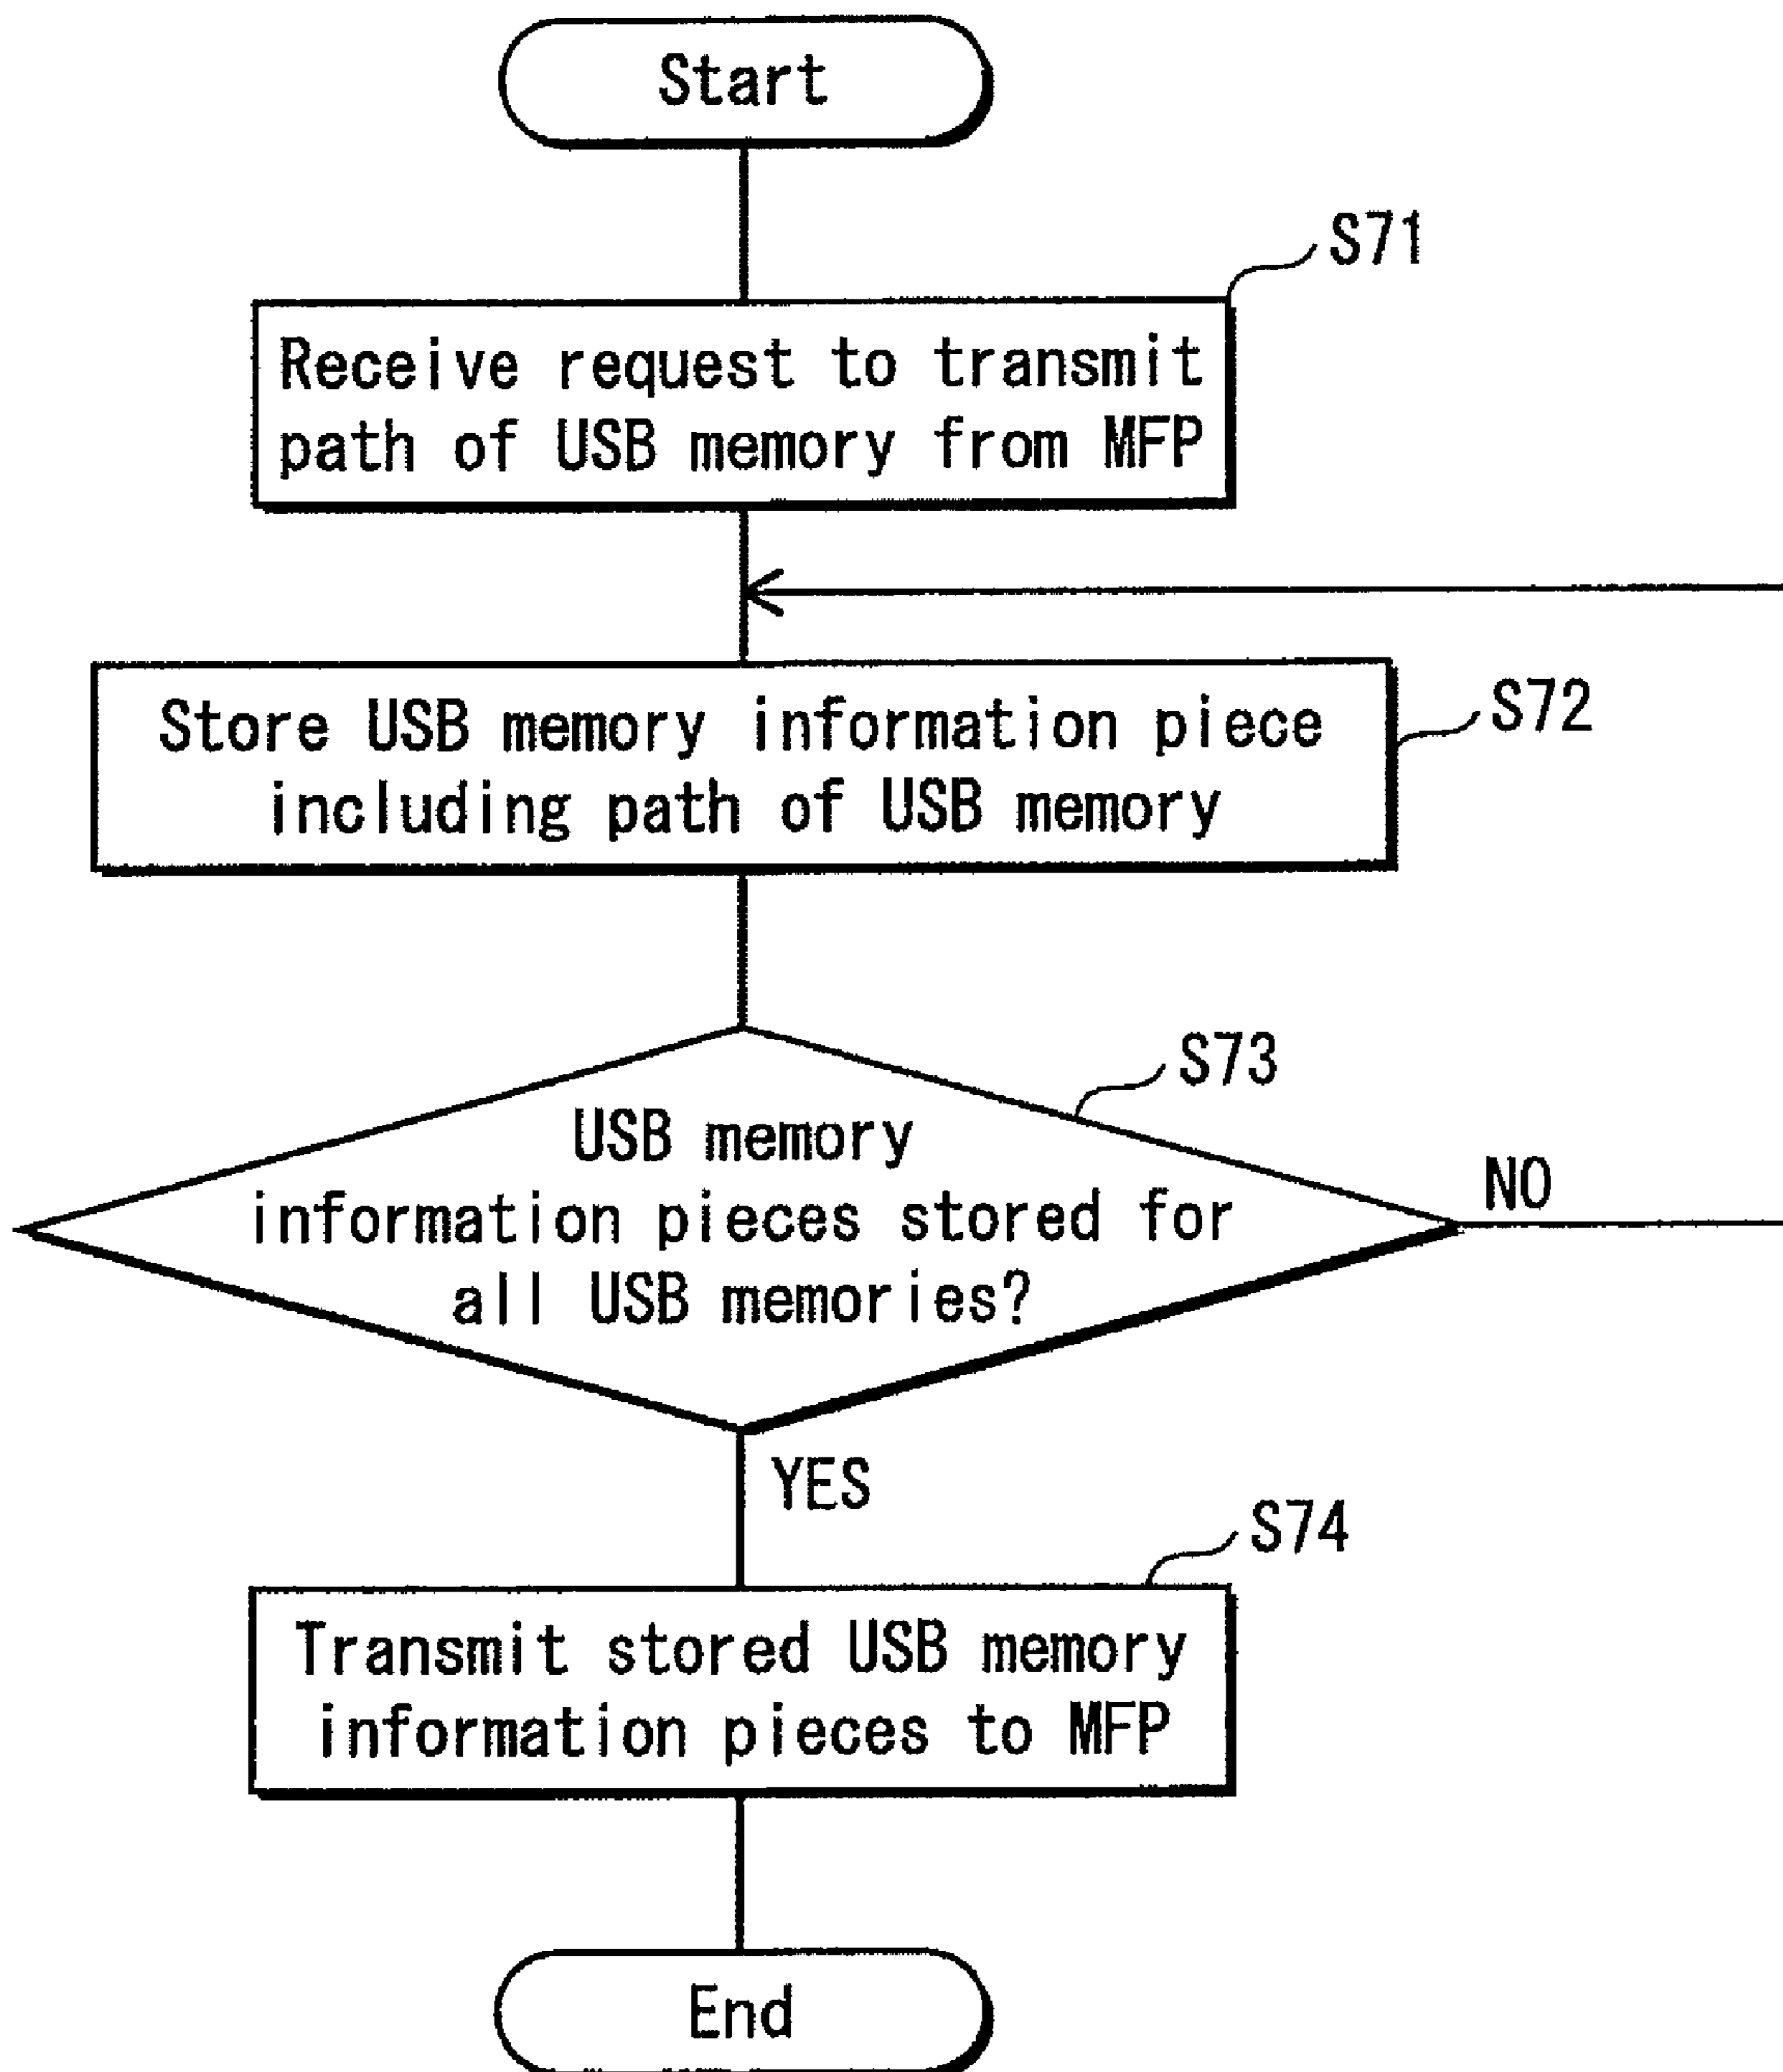 Start
S71
Receive request to transmit
path of USB memory from MFP
S72
Store USB memory information piece
including path of USB memory
S73
USB memory
information pieces stored for
all USB memories?
NO
YES
S74
Transmit stored USB memory
information pieces to MFP
End